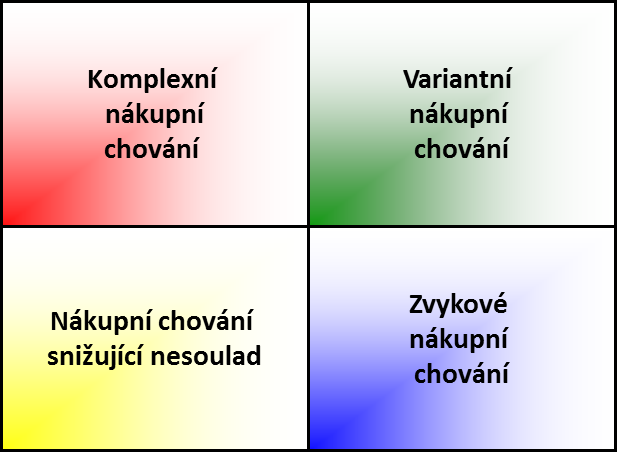 Komplexní
nákupní
chování
Variantní
nákupní
chování
Nákupní chování
snižující nesoulad
Zvykové
nákupní
chování